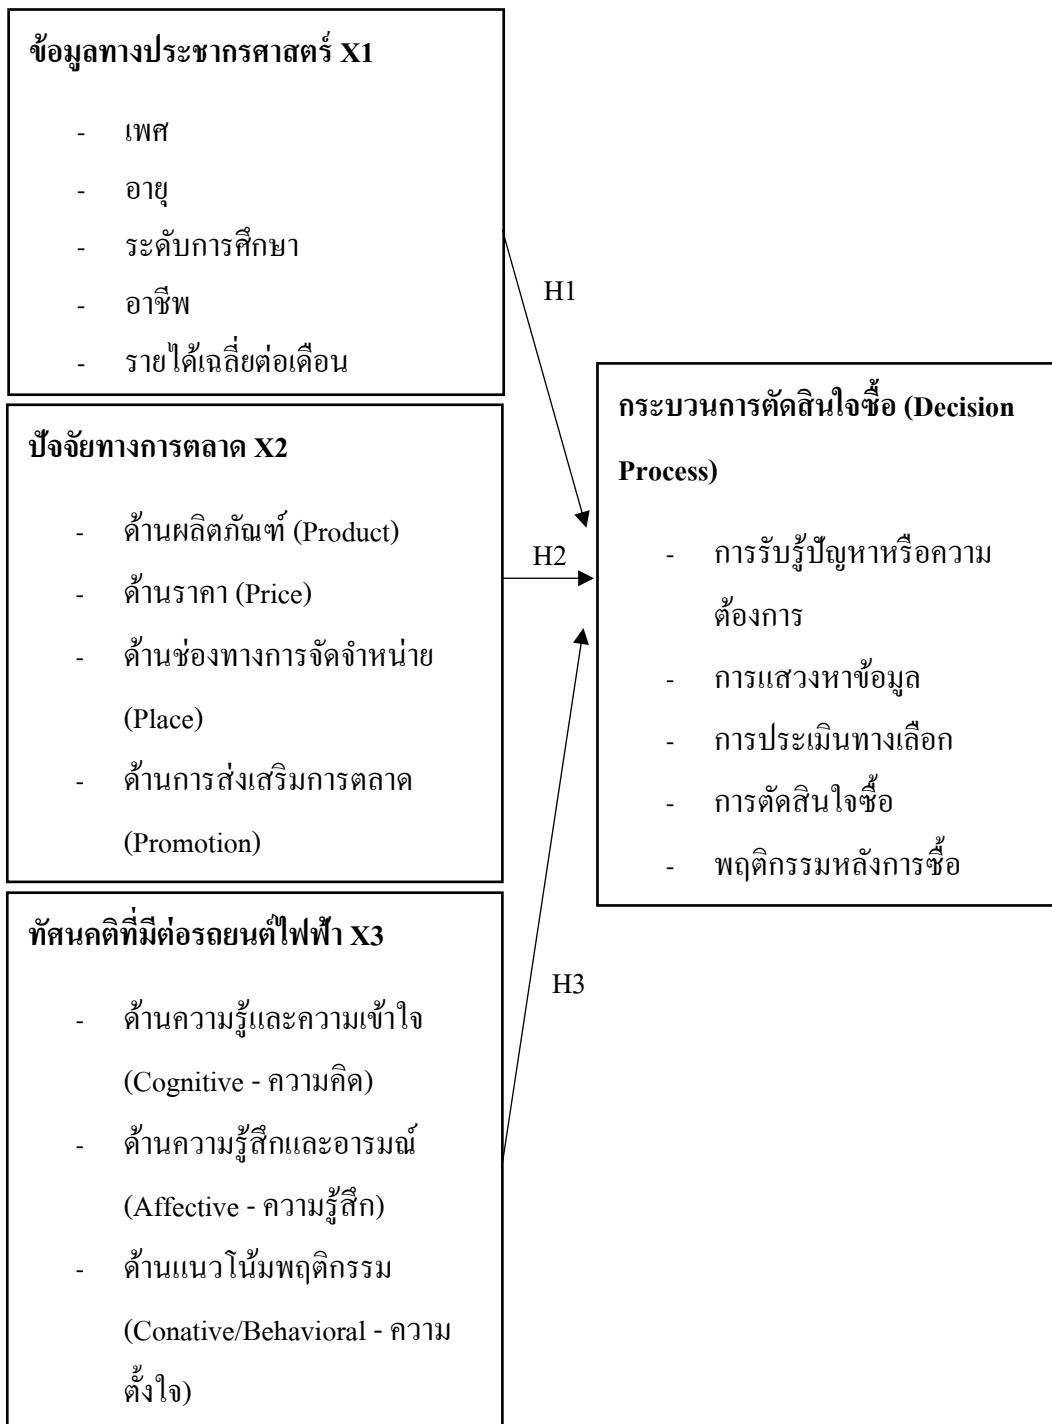 ข้อมูลทางประชากรศาสตร์ X1
- เพศ
- อายุ
- ระดับการศึกษา
- อาชีพ
- รายได้เฉลี่ยต่อเดือน
H1
ปัจจัยทางการตลาด X2
- ด้านผลิตภัณฑ์ (Product)
- ด้านราคา (Price)
- ด้านช่องทางการจัดจำหน่าย
(Place)
- ด้านการส่งเสริมการตลาด
(Promotion)
H2
ทัศนคติที่มีต่อรถยนต์ไฟฟ้า X3
- ด้านความรู้และความเข้าใจ
(Cognitive - ความคิด)
- ด้านความรู้สึกและอารมณ์
(Affective - ความรู้สึก)
- ด้านแนวโน้มพฤติกรรม
(Conative/Behavioral - ความ
ตั้งใจ)
H3
กระบวนการตัดสินใจซื้อ (Decision
Process)
- การรับรู้ปัญหาหรือความ
ต้องการ
- การแสวงหาข้อมูล
- การประเมินทางเลือก
- การตัดสินใจซื้อ
- พฤติกรรมหลังการซื้อ